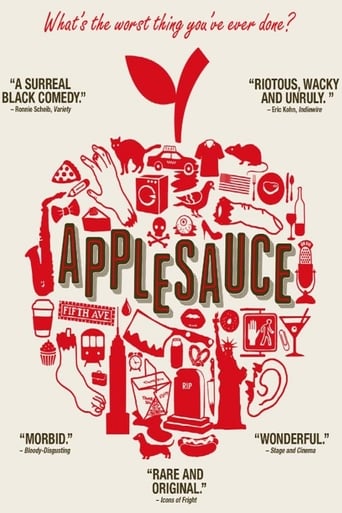 What's the worst thing you've ever done?
"A SURREAL
BLACK COMEDY."
– Ronnie Scheib, Variety
"RIOTOUS, WACKY
AND UNRULY."
– Eric Kohn, Indiewire
APPLESAUCE
FIFTH AVE.
RIP
"MORBID."
– Bloody-Disgusting
"WONDERFUL."
– Stage and Cinema
"RARE AND
ORIGINAL."
– Icons of Fright